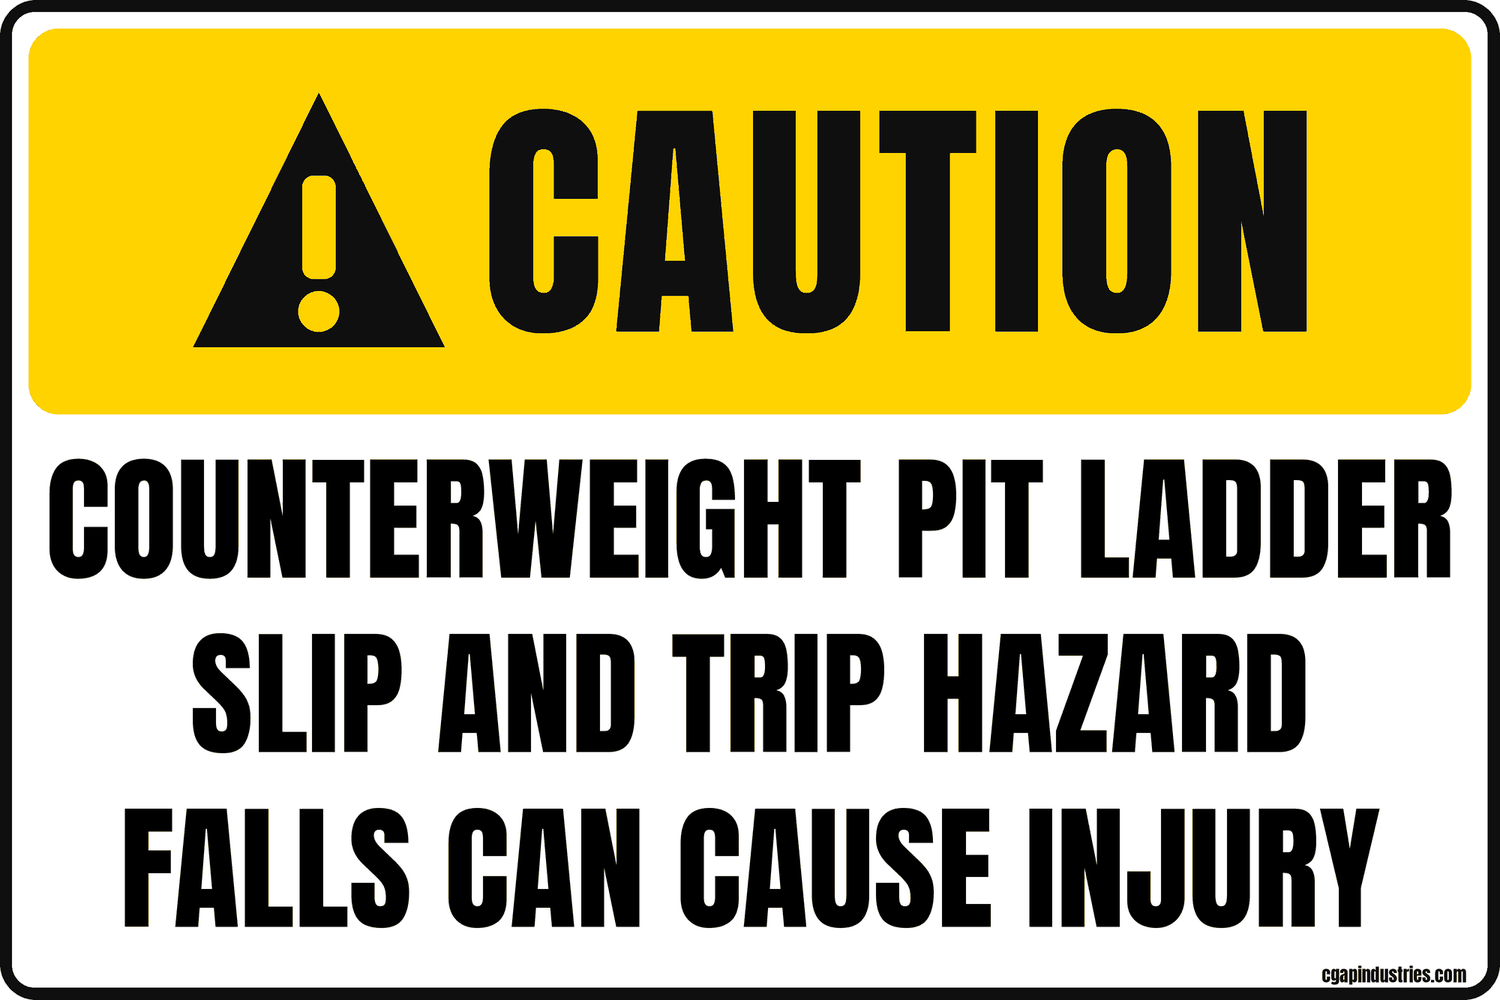 CAUTION
COUNTERWEIGHT PIT LADDER
SLIP AND TRIP HAZARD
FALLS CAN CAUSE INJURY
cgapindustries.com